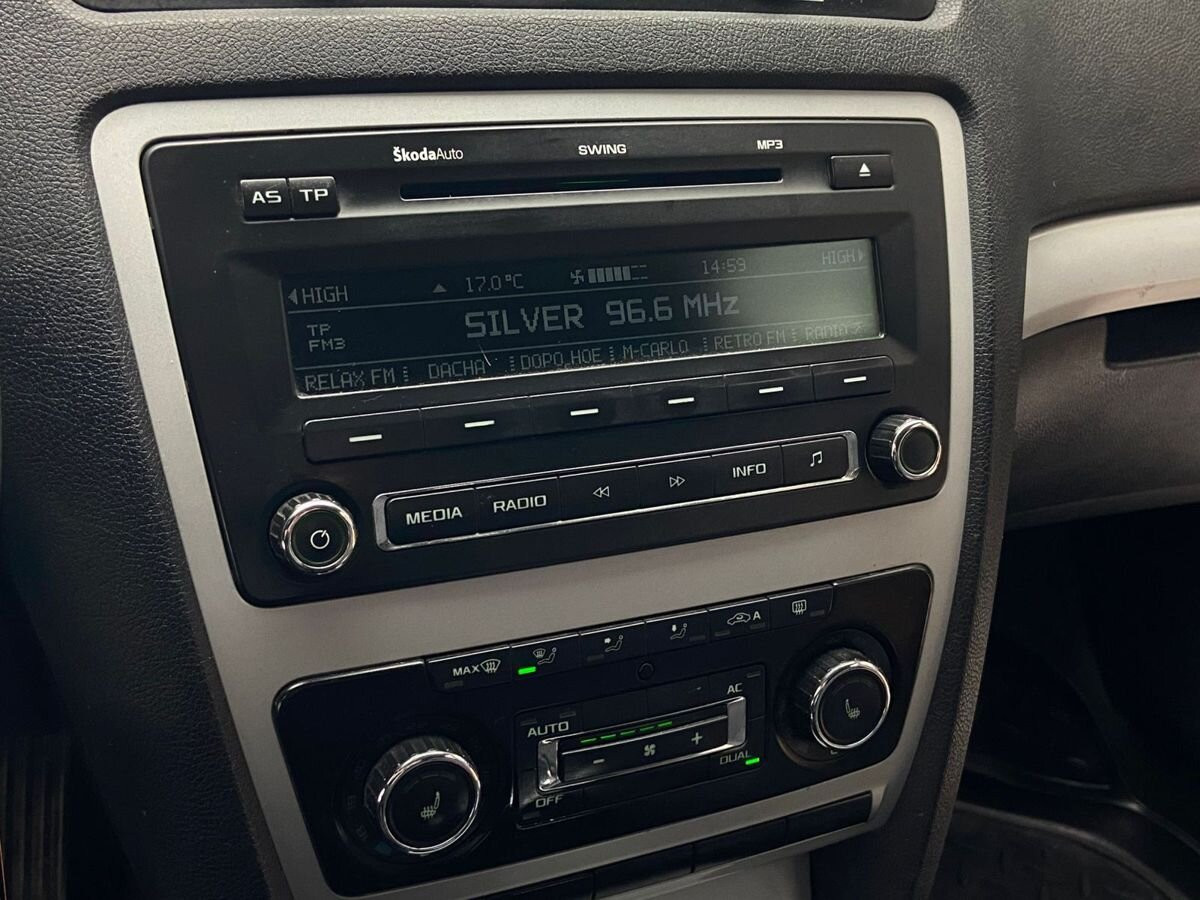 ŠkodaAuto SWING MP3
AS TP
HIGH 17.0°C 14:59 HIGH
TP
FM3
SILVER 96.6 MHz
RELAX FM DACHA DOPO.HOE M-CARLO RETRO FM RADIO X
MEDIA RADIO INFO
MAX A
AUTO AC
- +
OFF DUAL